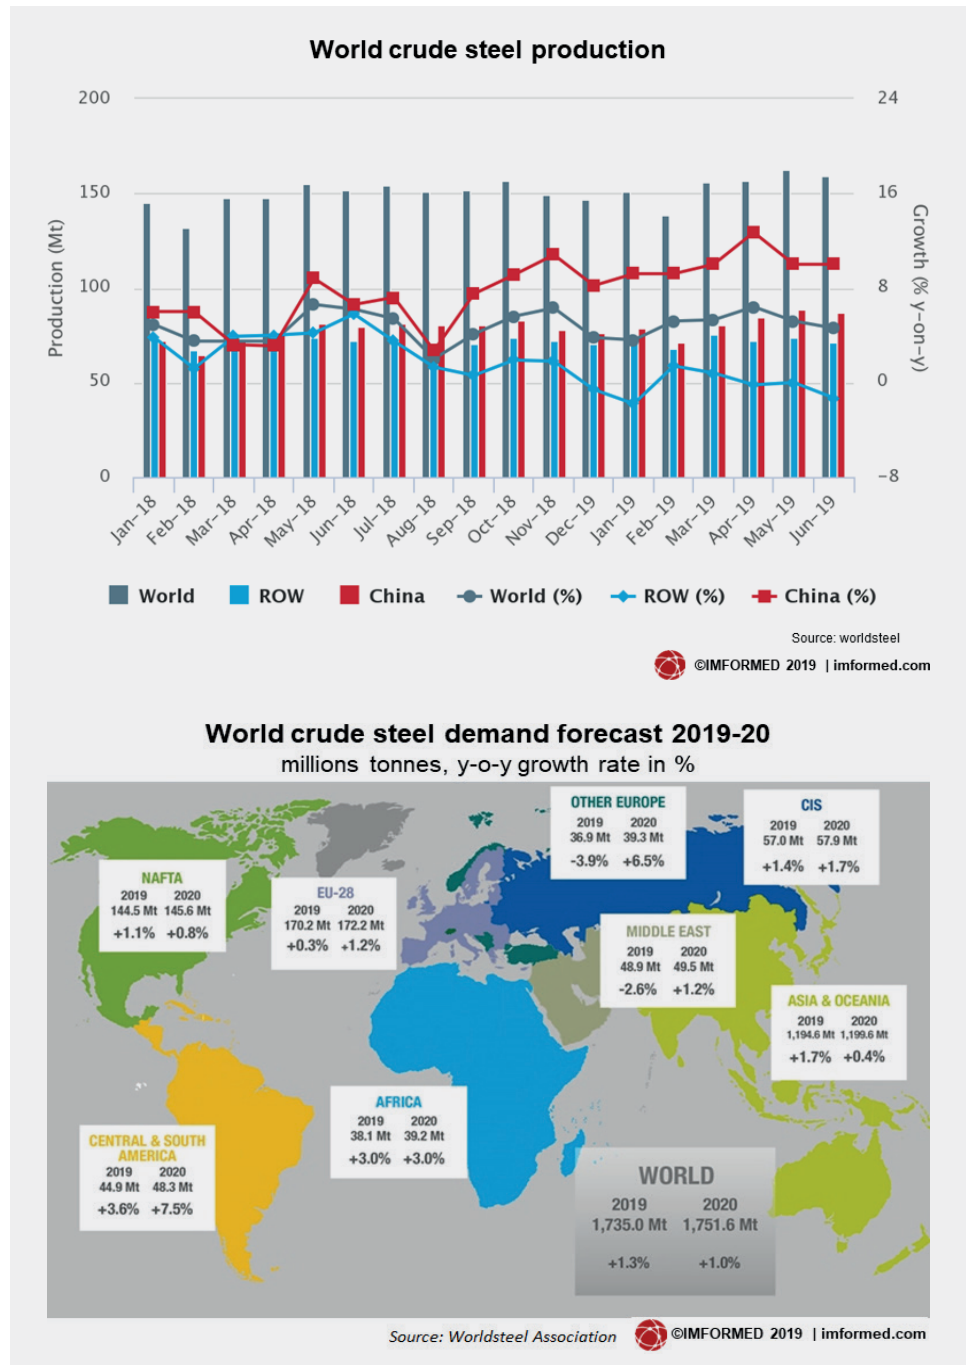 World crude steel production
200
24
150
16
100
8
50
0
0
-8
Production (Mt)
Growth (% y-on-y)
Jan-18
Feb-18
Mar-18
Apr-18
May-18
Jun-18
Jul-18
Aug-18
Sep-18
Oct-18
Nov-18
Dec-19
Jan-19
Feb-19
Mar-19
Apr-19
May-19
Jun-19
World ROW China World (%) ROW (%) China (%)
Source: worldsteel
©IMFORMED 2019 | imformed.com
World crude steel demand forecast 2019-20
millions tonnes, y-o-y growth rate in %
OTHER EUROPE
2019 2020
36.9 Mt 39.3 Mt
-3.9% +6.5%
CIS
2019 2020
57.0 Mt 57.9 Mt
+1.4% +1.7%
NAFTA
2019 2020
144.5 Mt 145.6 Mt
+1.1% +0.8%
EU-28
2019 2020
170.2 Mt 172.2 Mt
+0.3% +1.2%
MIDDLE EAST
2019 2020
48.9 Mt 49.5 Mt
-2.6% +1.2%
ASIA & OCEANIA
2019 2020
1,194.6 Mt 1,199.6 Mt
+1.7% +0.4%
AFRICA
2019 2020
38.1 Mt 39.2 Mt
+3.0% +3.0%
CENTRAL & SOUTH
AMERICA
2019 2020
44.9 Mt 48.3 Mt
+3.6% +7.5%
WORLD
2019 2020
1,735.0 Mt 1,751.6 Mt
+1.3% +1.0%
Source: Worldsteel Association
©IMFORMED 2019 | imformed.com